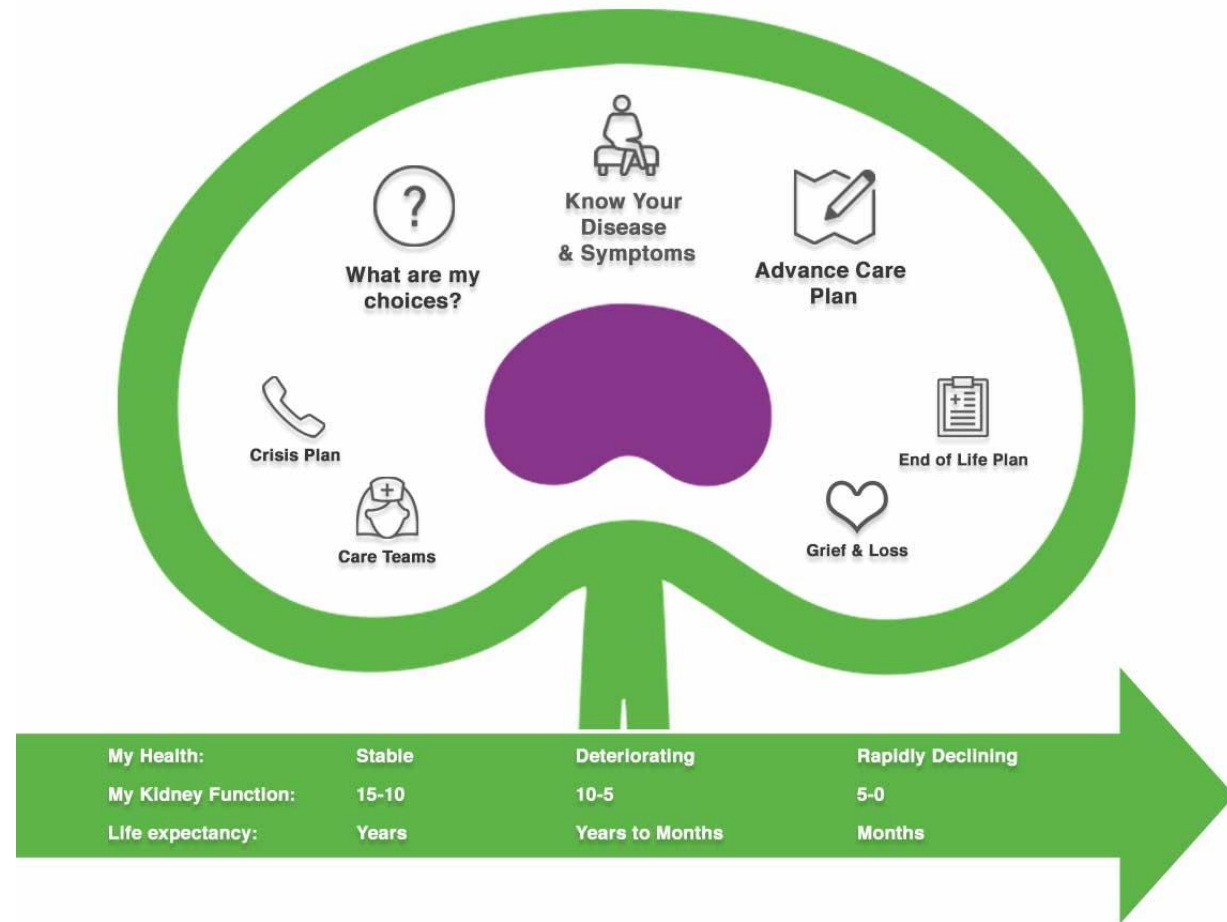 Know Your
Disease
& Symptoms
?
What are my
choices?
Advance Care
Plan
Crisis Plan
End of Life Plan
Care Teams
Grief & Loss
My Health: Stable Deteriorating Rapidly Declining
My Kidney Function: 15-10 10-5 5-0
Life expectancy: Years Years to Months Months